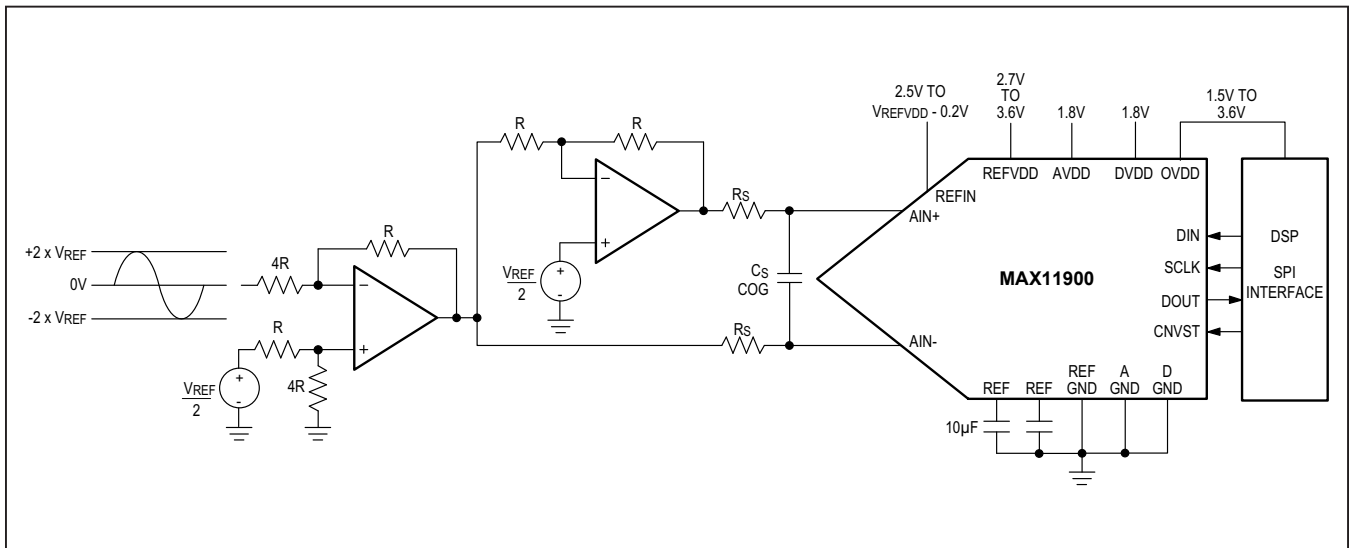 +2 x VREF
0V
-2 x VREF
4R
R
R
4R
VREF
2
R
R
VREF
2
RS
RS
CS
COG
2.5V TO
VREFVDD - 0.2V
2.7V
TO
3.6V
1.8V
1.8V
1.5V TO
3.6V
REFIN
REFVDD
AVDD
DVDD
OVDD
AIN+
AIN-
MAX11900
DIN
SCLK
DOUT
CNVST
DSP
SPI
INTERFACE
REF
REF
REF
GND
A
GND
D
GND
10µF
+
-
+
-
-
+
-
+